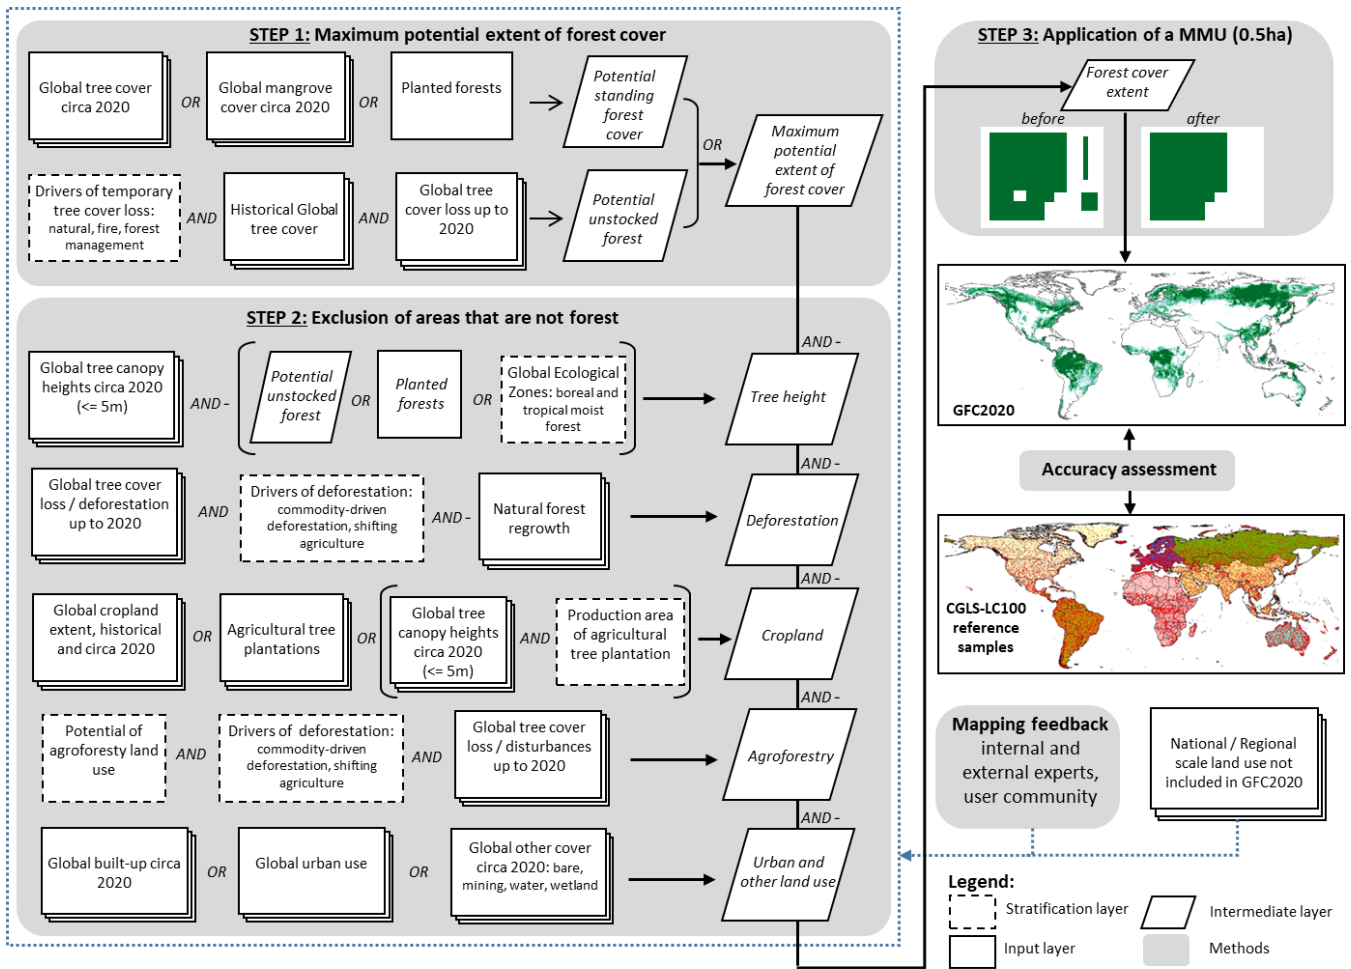 STEP 1: Maximum potential extent of forest cover
Global tree cover
circa 2020
OR
Global mangrove
cover circa 2020
OR
Planted forests
Potential
standing
forest
cover
Drivers of temporary
tree cover loss:
natural, fire, forest
management
AND
Historical Global
tree cover
AND
Global tree
cover loss up to
2020
Potential
unstocked
forest
OR
Maximum
potential
extent of
forest cover
STEP 2: Exclusion of areas that are not forest
AND -
Global tree canopy
heights circa 2020
(<= 5m)
AND -
Potential
unstocked
forest
OR
Planted
forests
OR
Global Ecological
Zones: boreal and
tropical moist
forest
Tree height
AND -
Global tree cover
loss / deforestation
up to 2020
AND
Drivers of deforestation:
commodity-driven
deforestation, shifting
agriculture
AND -
Natural forest
regrowth
Deforestation
AND -
Global cropland
extent, historical
and circa 2020
OR
Agricultural tree
plantations
OR
Global tree
canopy heights
circa 2020
(<= 5m)
AND
Production area
of agricultural
tree plantation
Cropland
AND -
Potential of
agroforesty land
use
AND
Drivers of deforestation:
commodity-driven
deforestation, shifting
agriculture
AND
Global tree cover
loss / disturbances
up to 2020
Agroforestry
AND -
Global built-up circa
2020
OR
Global urban use
OR
Global other cover
circa 2020: bare,
mining, water, wetland
Urban and
other land use
STEP 3: Application of a MMU (0.5ha)
Forest cover
extent
before
after
GFC2020
Accuracy assessment
CGLS-LC100
reference
samples
Mapping feedback
internal and
external experts,
user community
National / Regional
scale land use not
included in GFC2020
Legend:
Stratification layer
Intermediate layer
Input layer
Methods